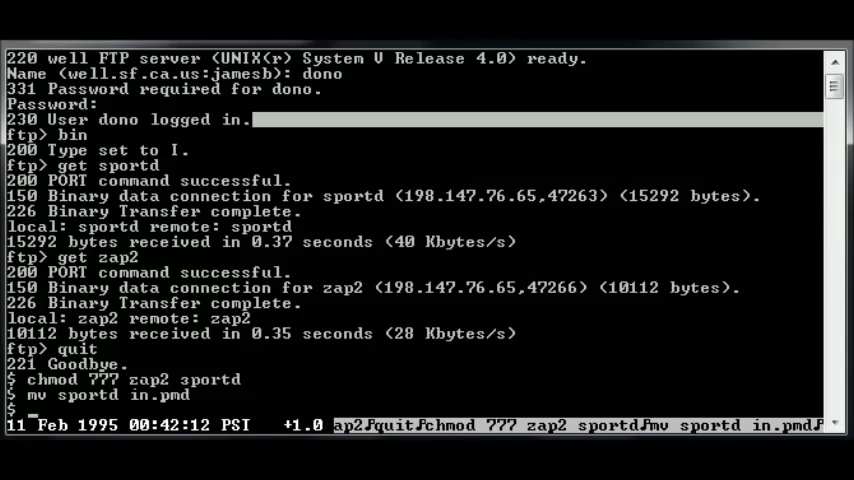 220 well FTP server (UNIX(r) System V Release 4.0) ready.
Name (well.sf.ca.us:jamesb): dono
331 Password required for dono.
Password:
230 User dono logged in.
ftp> bin
200 Type set to I.
ftp> get sportd
200 PORT command successful.
150 Binary data connection for sportd (198.147.76.65,47263) (15292 bytes).
226 Binary Transfer complete.
local: sportd remote: sportd
15292 bytes received in 0.37 seconds (40 Kbytes/s)
ftp> get zap2
200 PORT command successful.
150 Binary data connection for zap2 (198.147.76.65,47266) (10112 bytes).
226 Binary Transfer complete.
local: zap2 remote: zap2
10112 bytes received in 0.35 seconds (28 Kbytes/s)
ftp> quit
221 Goodbye.
$ chmod 777 zap2 sportd
$ mv sportd in.pmd
$ _
11 Feb 1995 00:42:12 PSI +1.0 ap2♪quit♪chmod 777 zap2 sportd♪mv sportd in.pmd♪